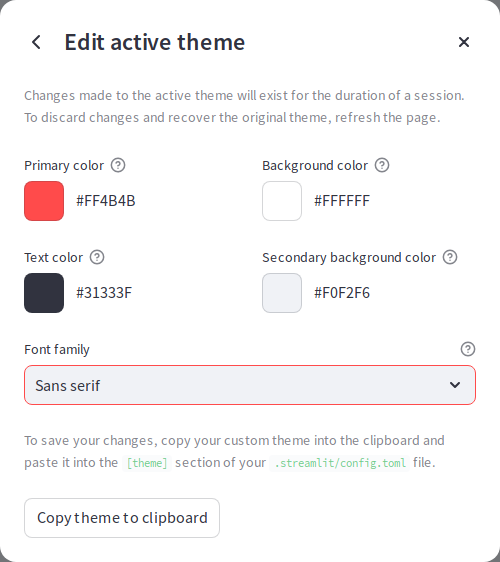 Edit active theme
Changes made to the active theme will exist for the duration of a session.
To discard changes and recover the original theme, refresh the page.
Primary color
Background color
#FF4B4B
#FFFFFF
Text color
Secondary background color
#31333F
#F0F2F6
Font family
Sans serif
To save your changes, copy your custom theme into the clipboard and
paste it into the [theme] section of your .streamlit/config.toml file.
Copy theme to clipboard